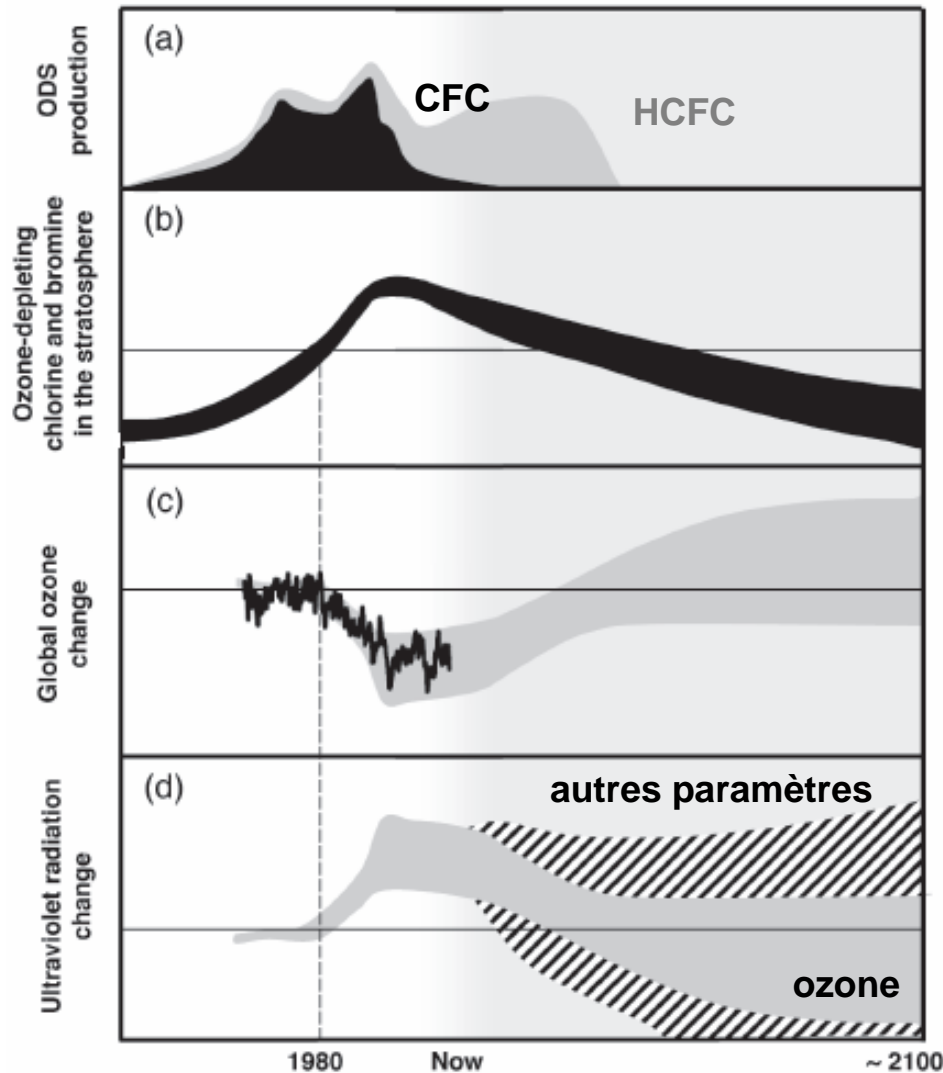 (a)
ODS
production
CFC
HCFC
(b)
Ozone-depleting
chlorine and bromine
in the stratosphere
(c)
Global ozone
change
(d)
Ultraviolet radiation
change
autres paramètres
ozone
1980 Now ~ 2100